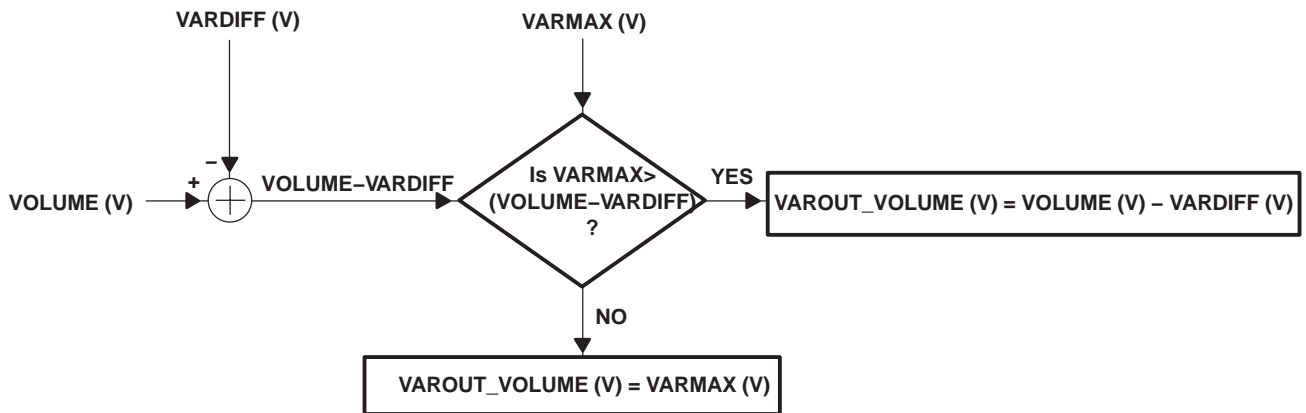 VARDIFF (V)
VARMAX (V)
−
+
VOLUME (V)
VOLUME−VARDIFF
Is VARMAX>
(VOLUME−VARDIFF)
?
YES
VAROUT_VOLUME (V) = VOLUME (V) − VARDIFF (V)
NO
VAROUT_VOLUME (V) = VARMAX (V)